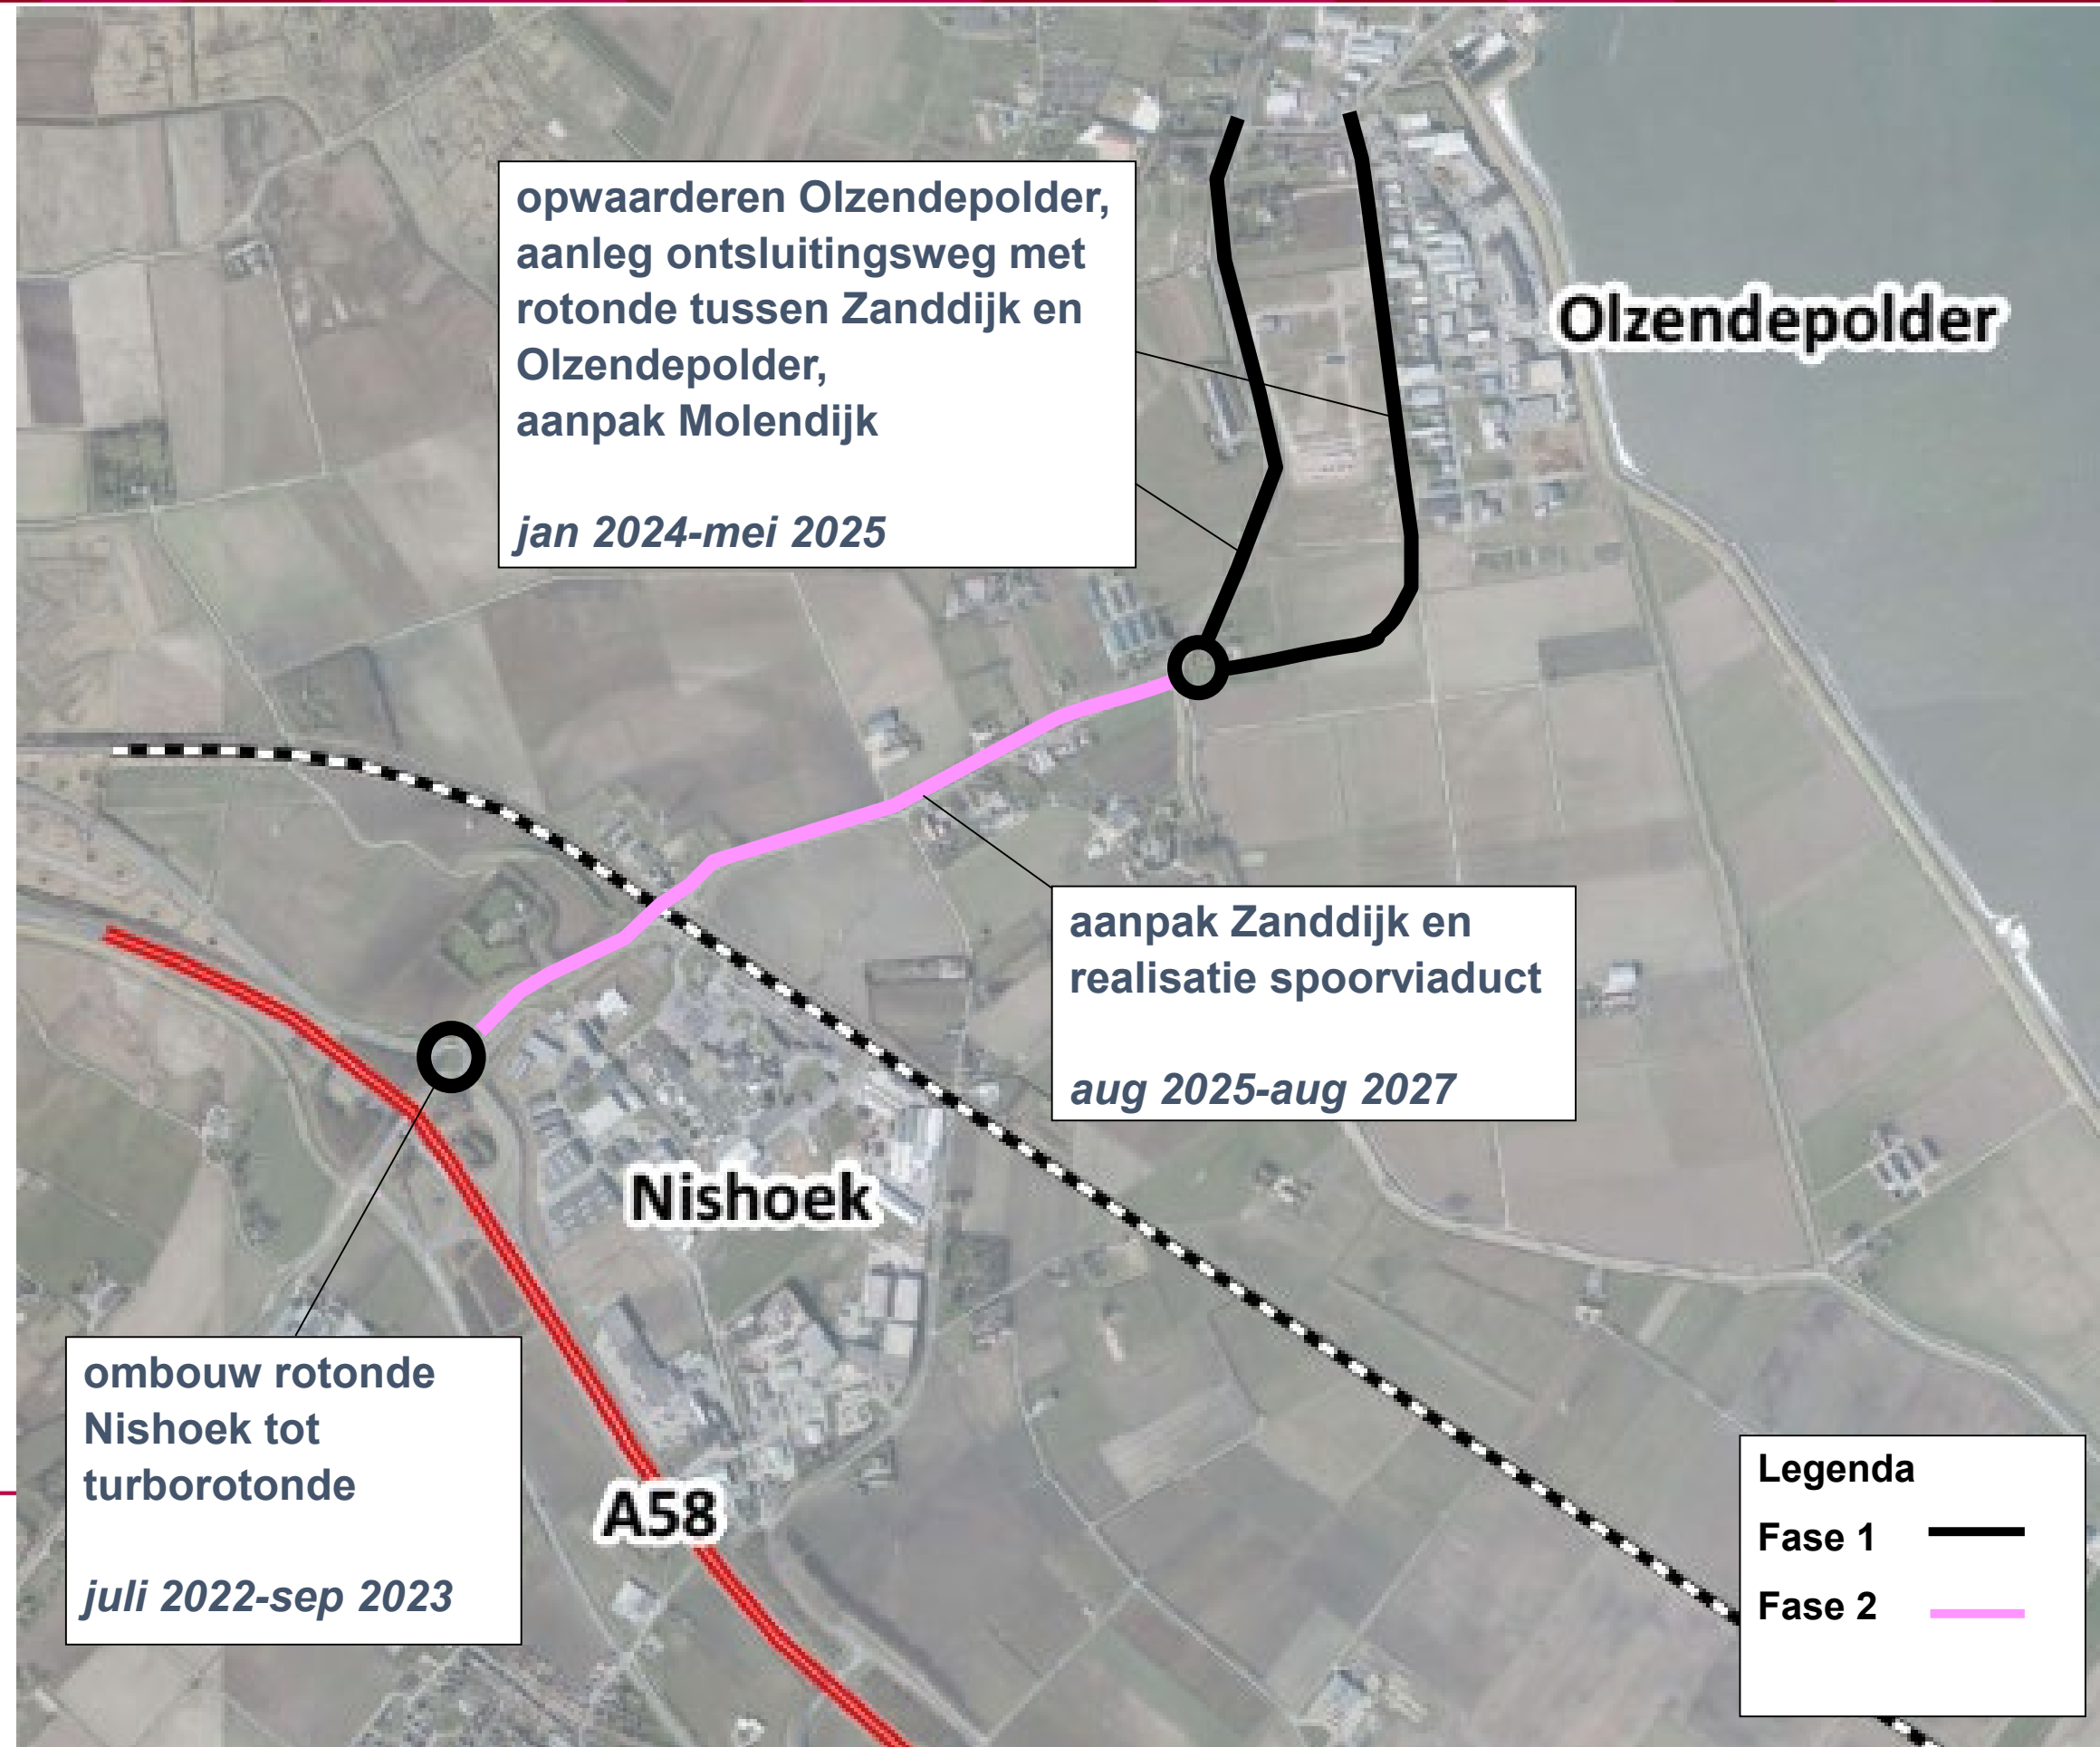 opwaarderen Olzendepolder,
aanleg ontsluitingsweg met
rotonde tussen Zanddijk en
Olzendepolder,
aanpak Molendijk
jan 2024-mei 2025
Olzendepolder
aanpak Zanddijk en
realisatie spoorviaduct
aug 2025-aug 2027
Nishoek
ombouw rotonde
Nishoek tot
turborotonde
juli 2022-sep 2023
A58
Legenda
Fase 1
Fase 2